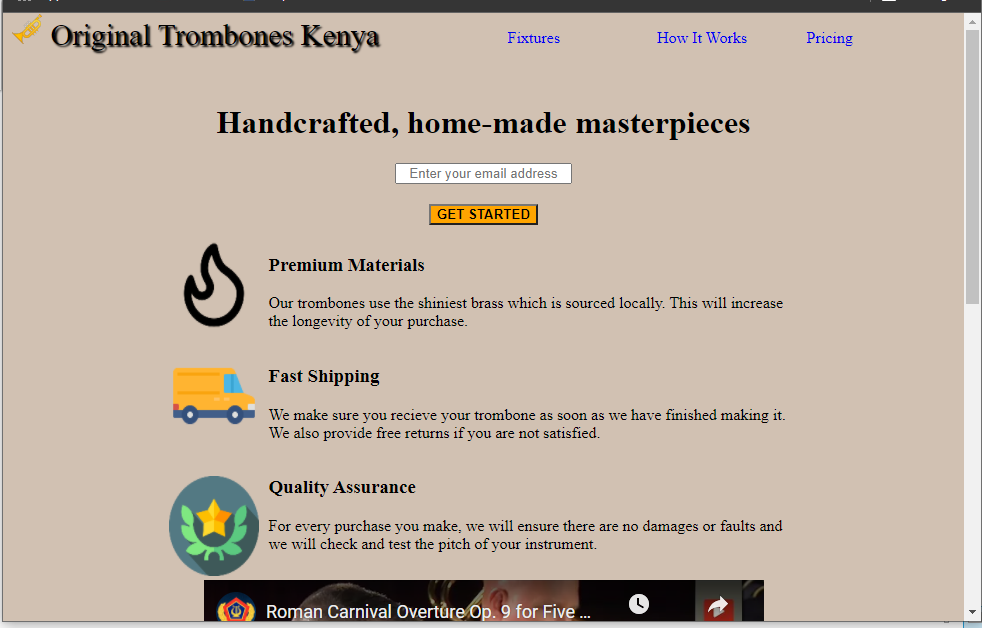 Original Trombones Kenya
Fixtures
How It Works
Pricing
Handcrafted, home-made masterpieces
Enter your email address
GET STARTED
Premium Materials
Our trombones use the shiniest brass which is sourced locally. This will increase
the longevity of your purchase.
Fast Shipping
We make sure you recieve your trombone as soon as we have finished making it.
We also provide free returns if you are not satisfied.
Quality Assurance
For every purchase you make, we will ensure there are no damages or faults and
we will check and test the pitch of your instrument.
Roman Carnival Overture Op. 9 for Five ...